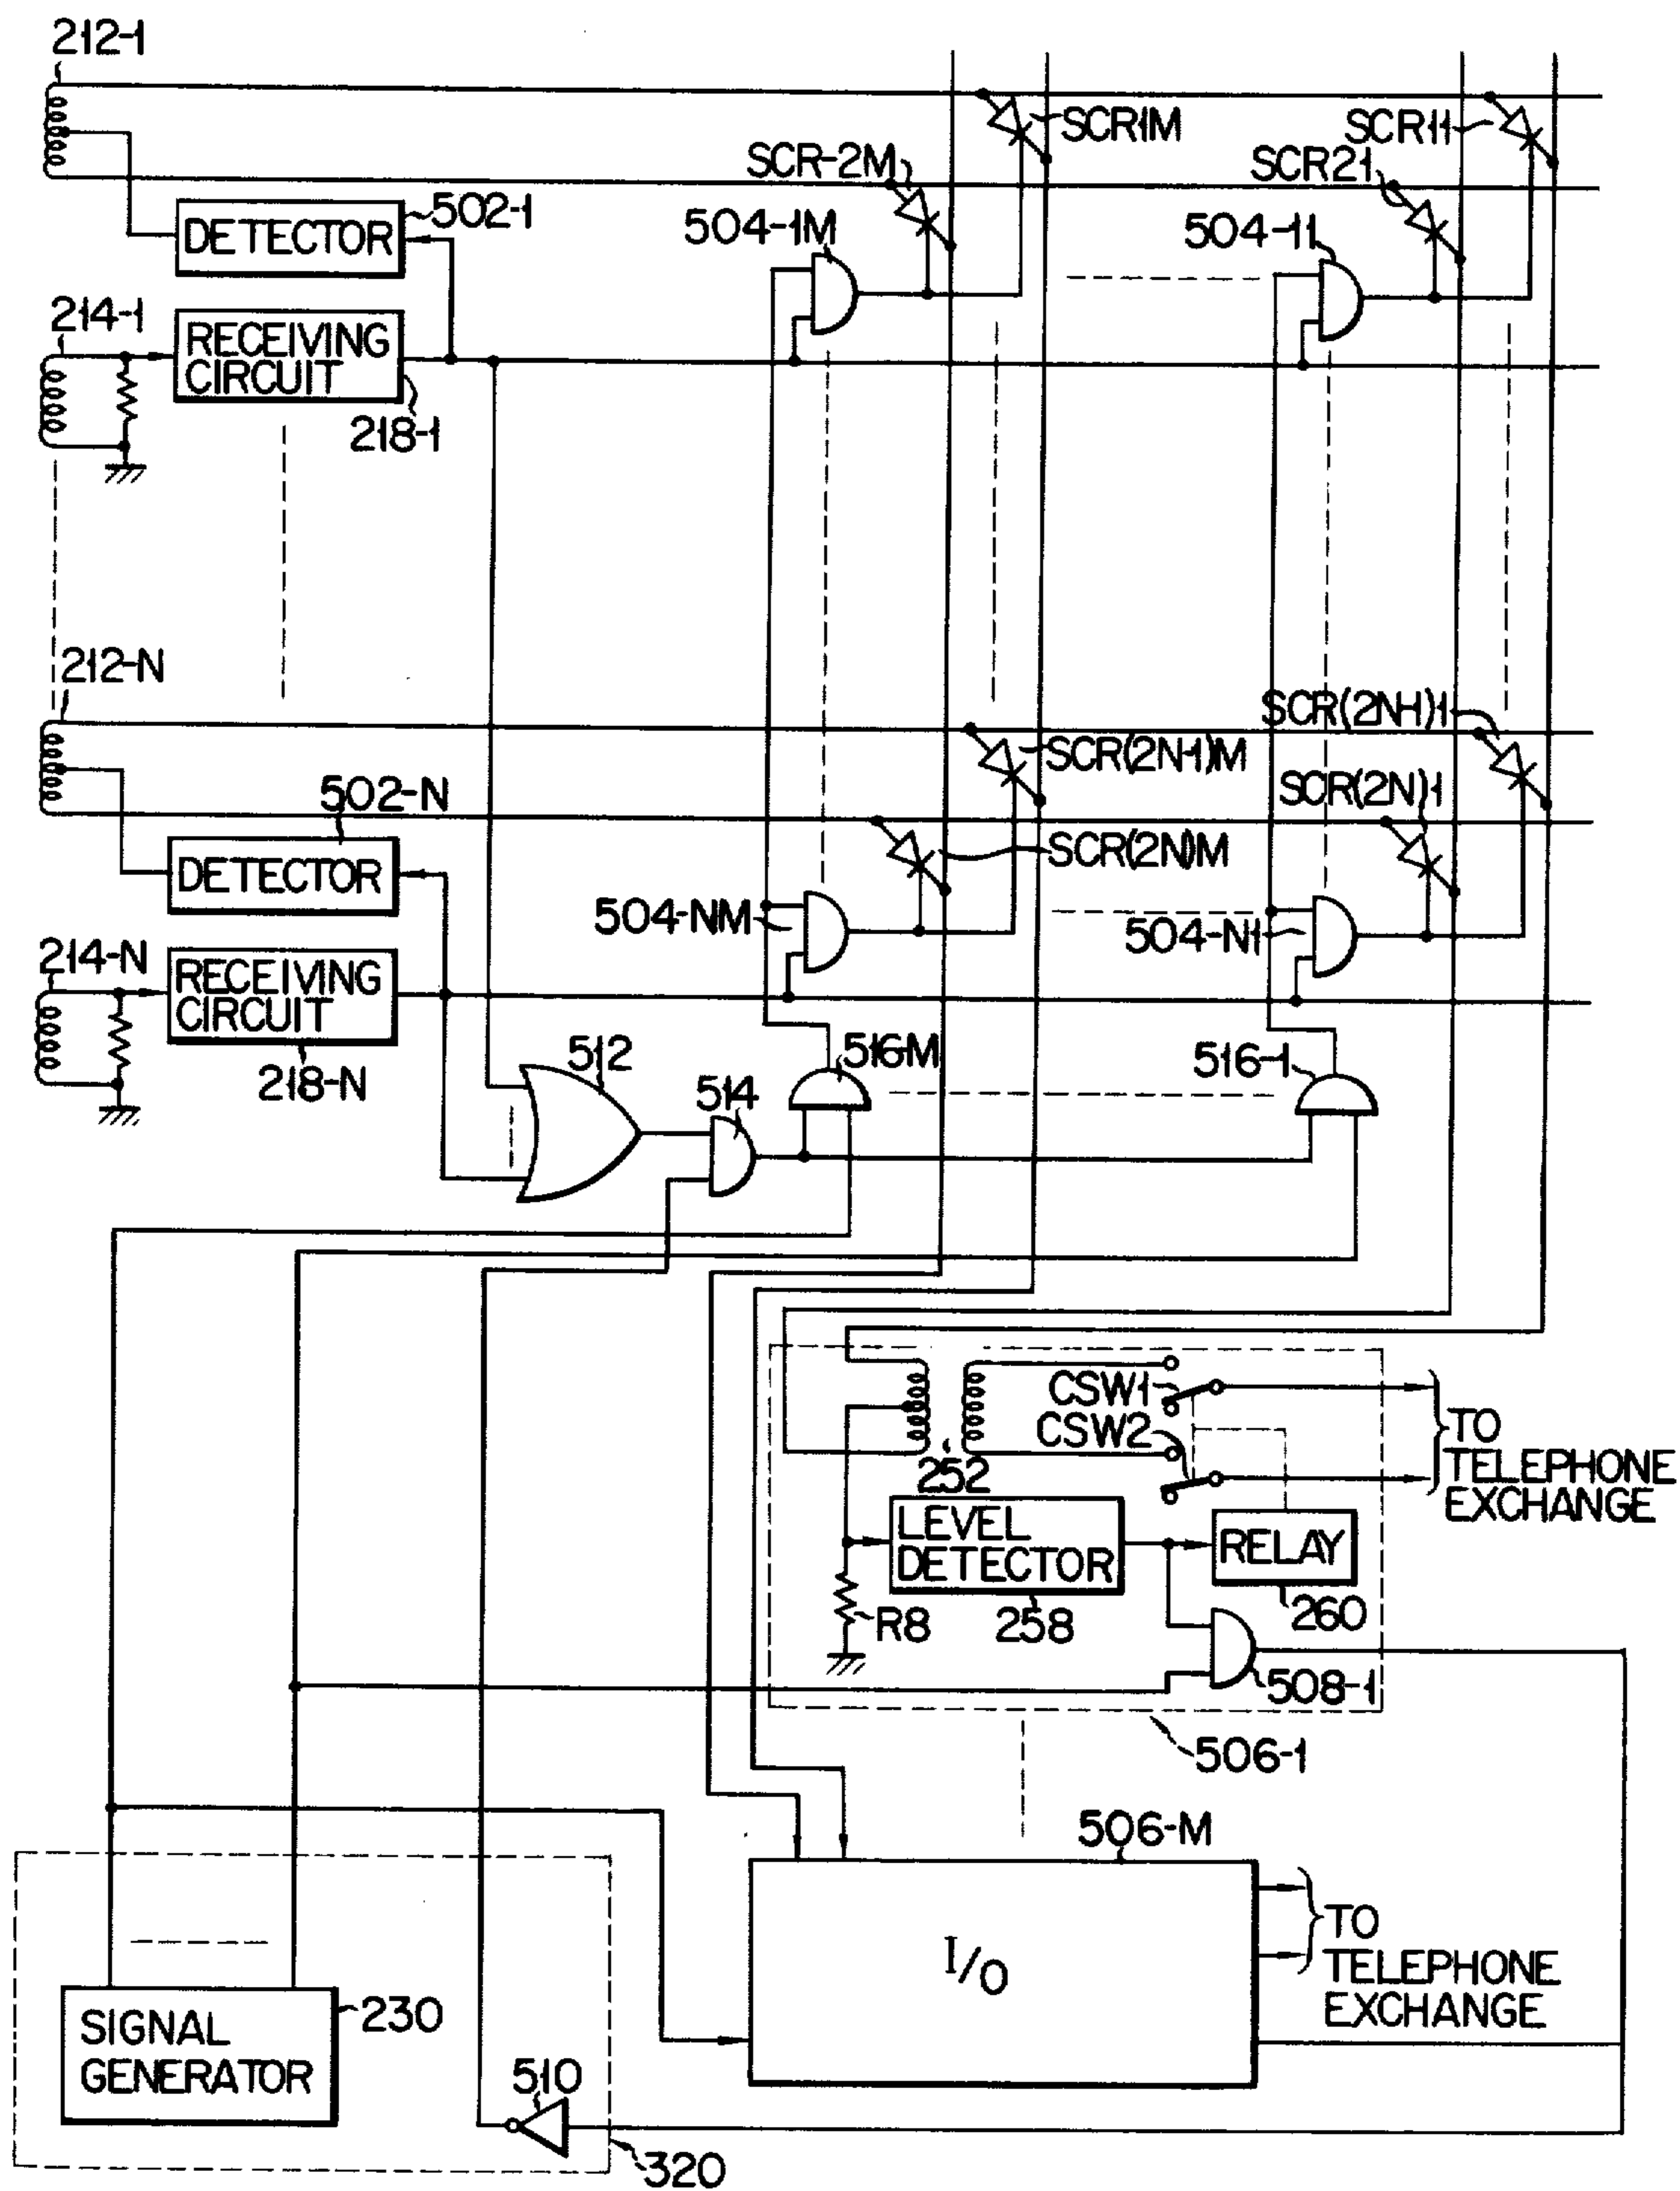 212-1
SCR1M
SCR11
SCR-2M
SCR21
502-1
504-1M
504-11
DETECTOR
214-1
RECEIVING
CIRCUIT
218-1
212-N
SCR(2N-1)1
SCR(2N-1)M
502-N
SCR(2N)1
DETECTOR
SCR(2N)M
504-NM
504-N1
214-N
RECEIVING
CIRCUIT
218-N
512
514
516-M
516-1
CSW1
CSW2
TO
TELEPHONE
EXCHANGE
252
LEVEL
DETECTOR
RELAY
R8
258
260
508-1
506-1
506-M
I/O
TO
TELEPHONE
EXCHANGE
SIGNAL
GENERATOR
230
510
320